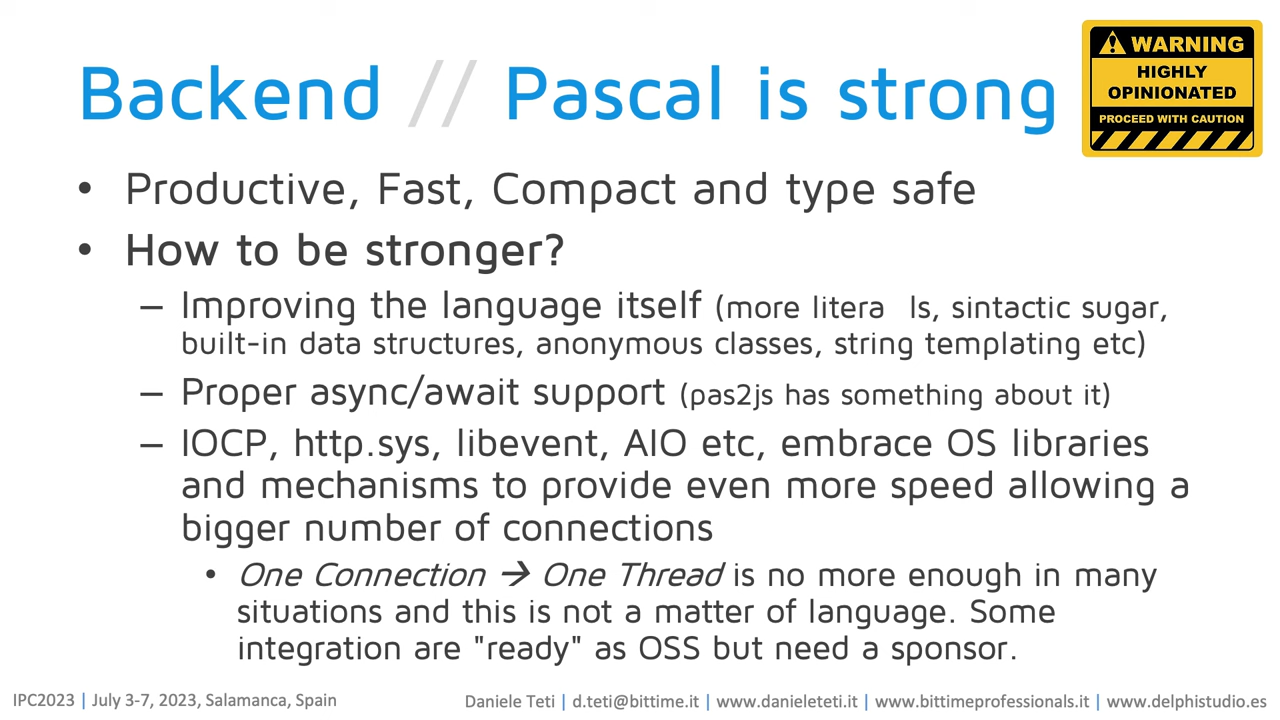 Backend // Pascal is strong
WARNING
HIGHLY
OPINIONATED
PROCEED WITH CAUTION
• Productive, Fast, Compact and type safe
• How to be stronger?
– Improving the language itself (more litera ls, sintactic sugar,
built-in data structures, anonymous classes, string templating etc)
– Proper async/await support (pas2js has something about it)
– IOCP, http.sys, libevent, AIO etc, embrace OS libraries
and mechanisms to provide even more speed allowing a
bigger number of connections
• One Connection → One Thread is no more enough in many
situations and this is not a matter of language. Some
integration are "ready" as OSS but need a sponsor.
IPC2023 | July 3-7, 2023, Salamanca, Spain
Daniele Teti | d.teti@bittime.it | www.danieleteti.it | www.bittimeprofessionals.it | www.delphistudio.es